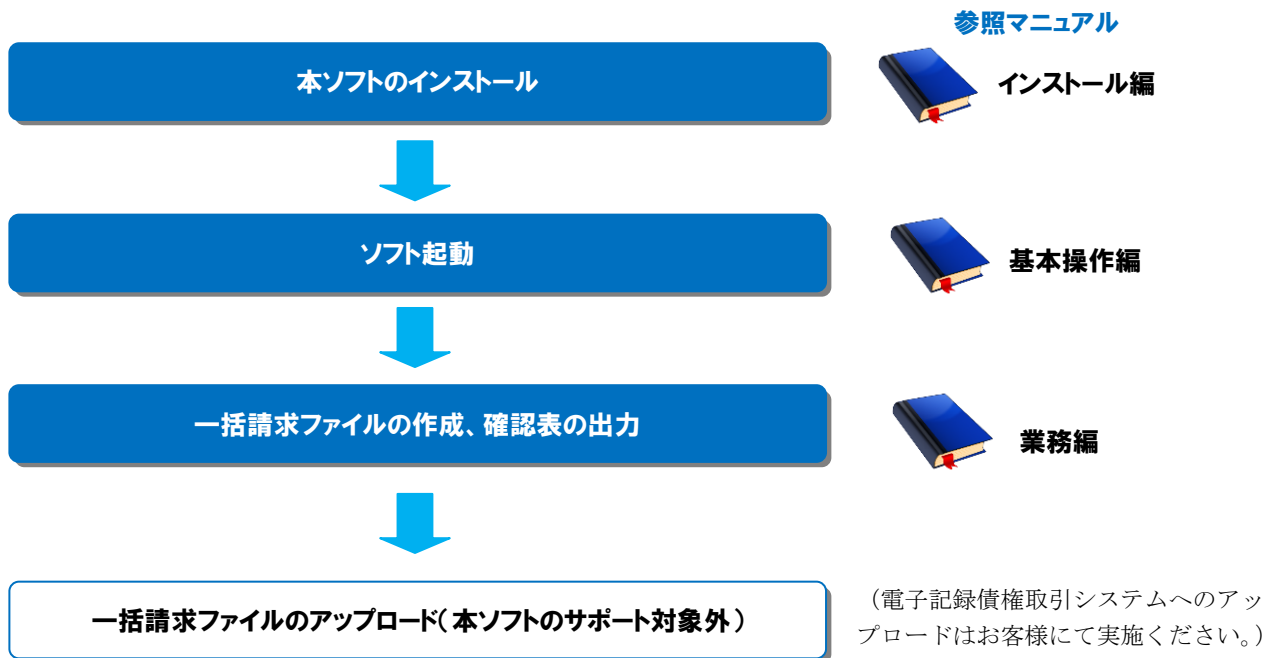 参照マニュアル
本ソフトのインストール
インストール編
ソフト起動
基本操作編
一括請求ファイルの作成、確認表の出力
業務編
一括請求ファイルのアップロード(本ソフトのサポート対象外)
(電子記録債権取引システムへのアッ
プロードはお客様にて実施ください。)